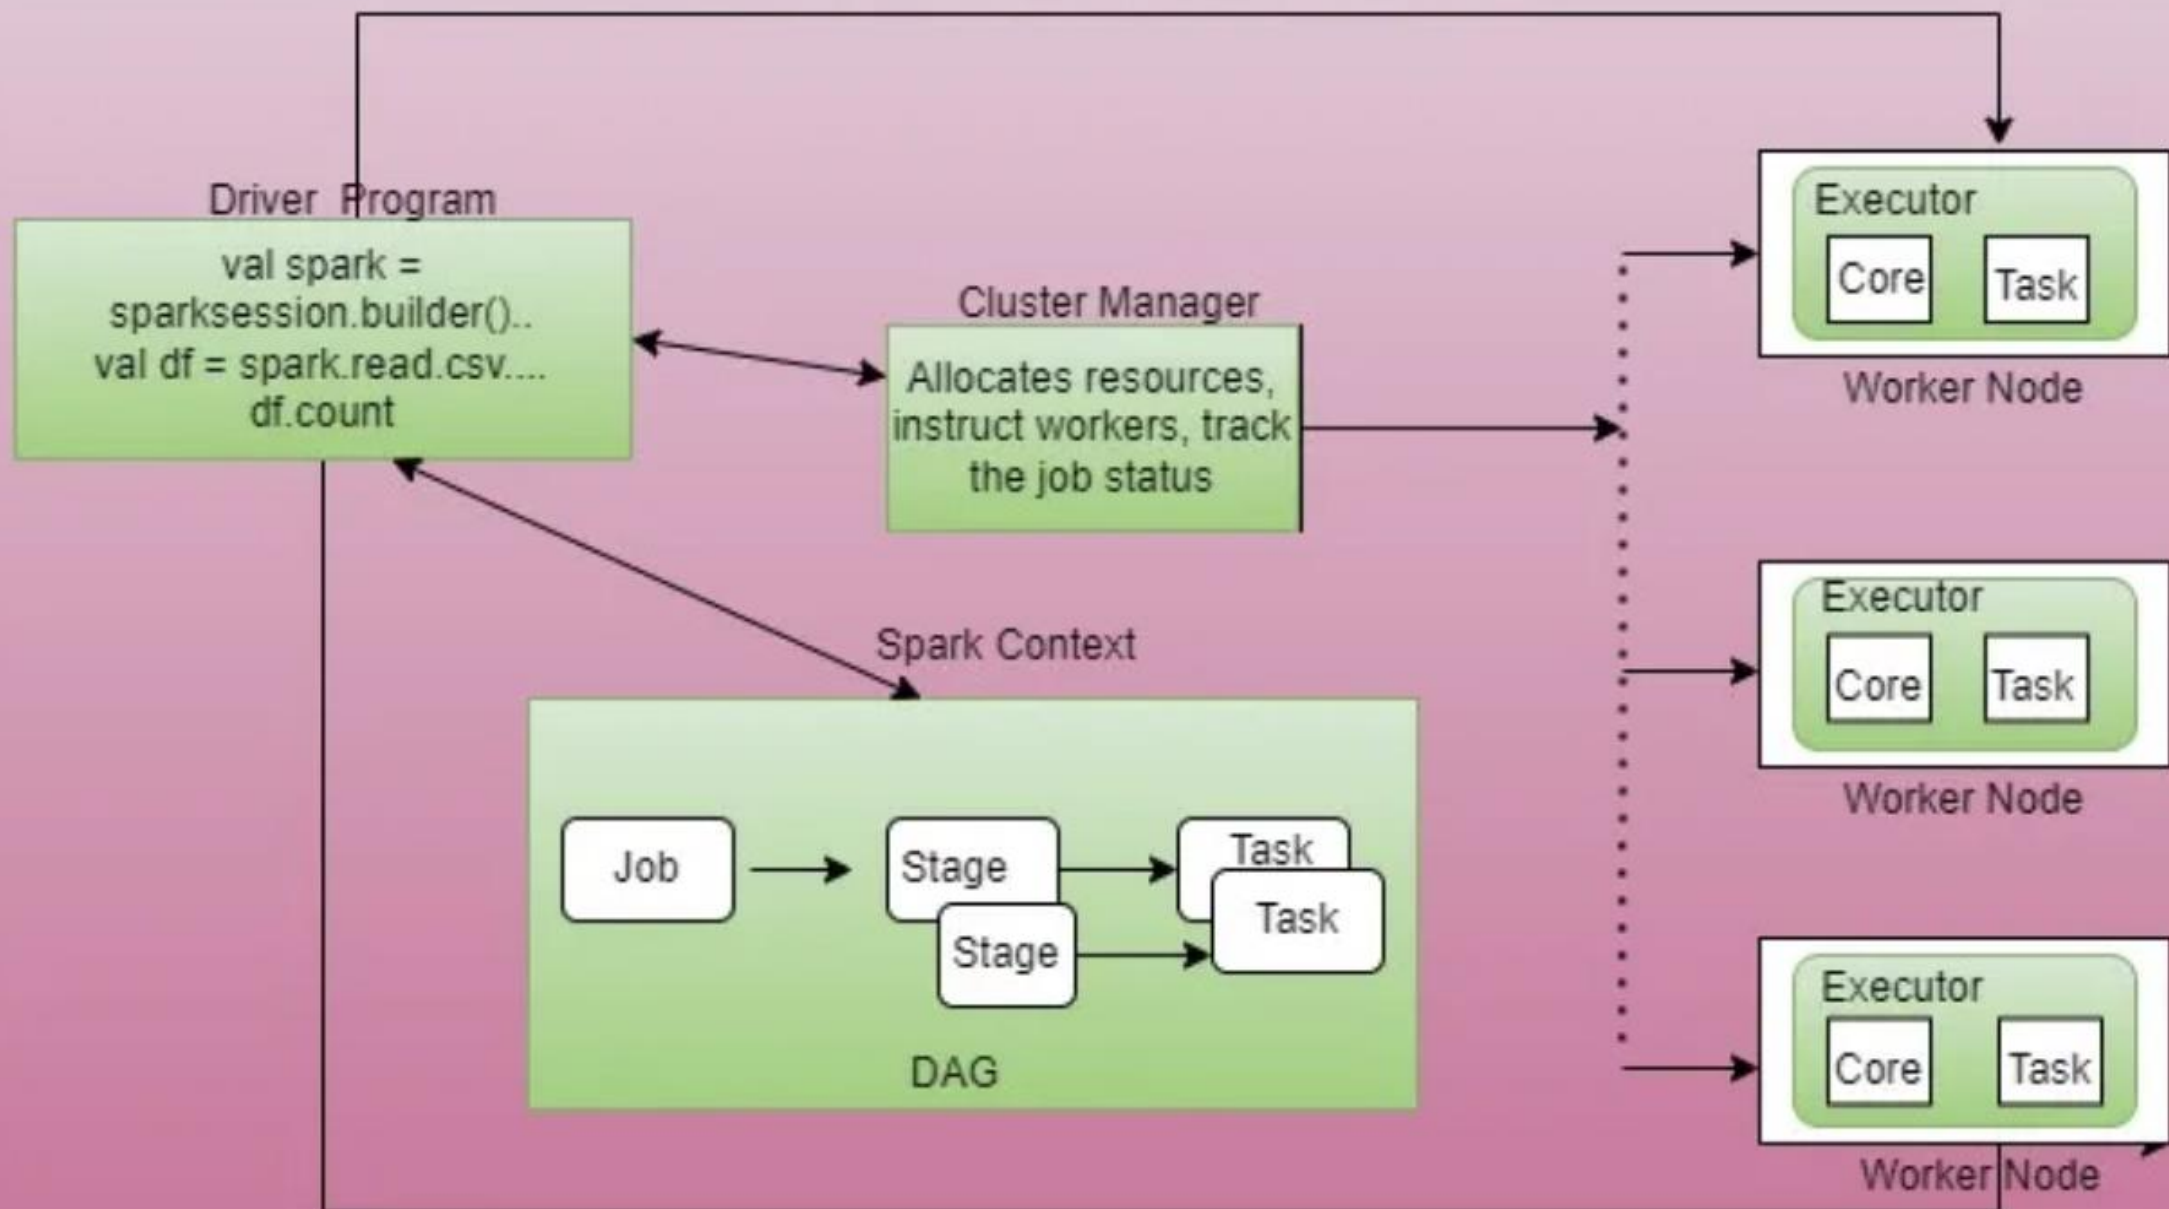 Driver Program
val spark =
sparksession.builder()..
val df = spark.read.csv....
df.count
Cluster Manager
Allocates resources,
instruct workers, track
the job status
Spark Context
Job
Stage
Task
Stage
Task
DAG
Executor
Core
Task
Worker Node
Executor
Core
Task
Worker Node
Executor
Core
Task
Worker Node